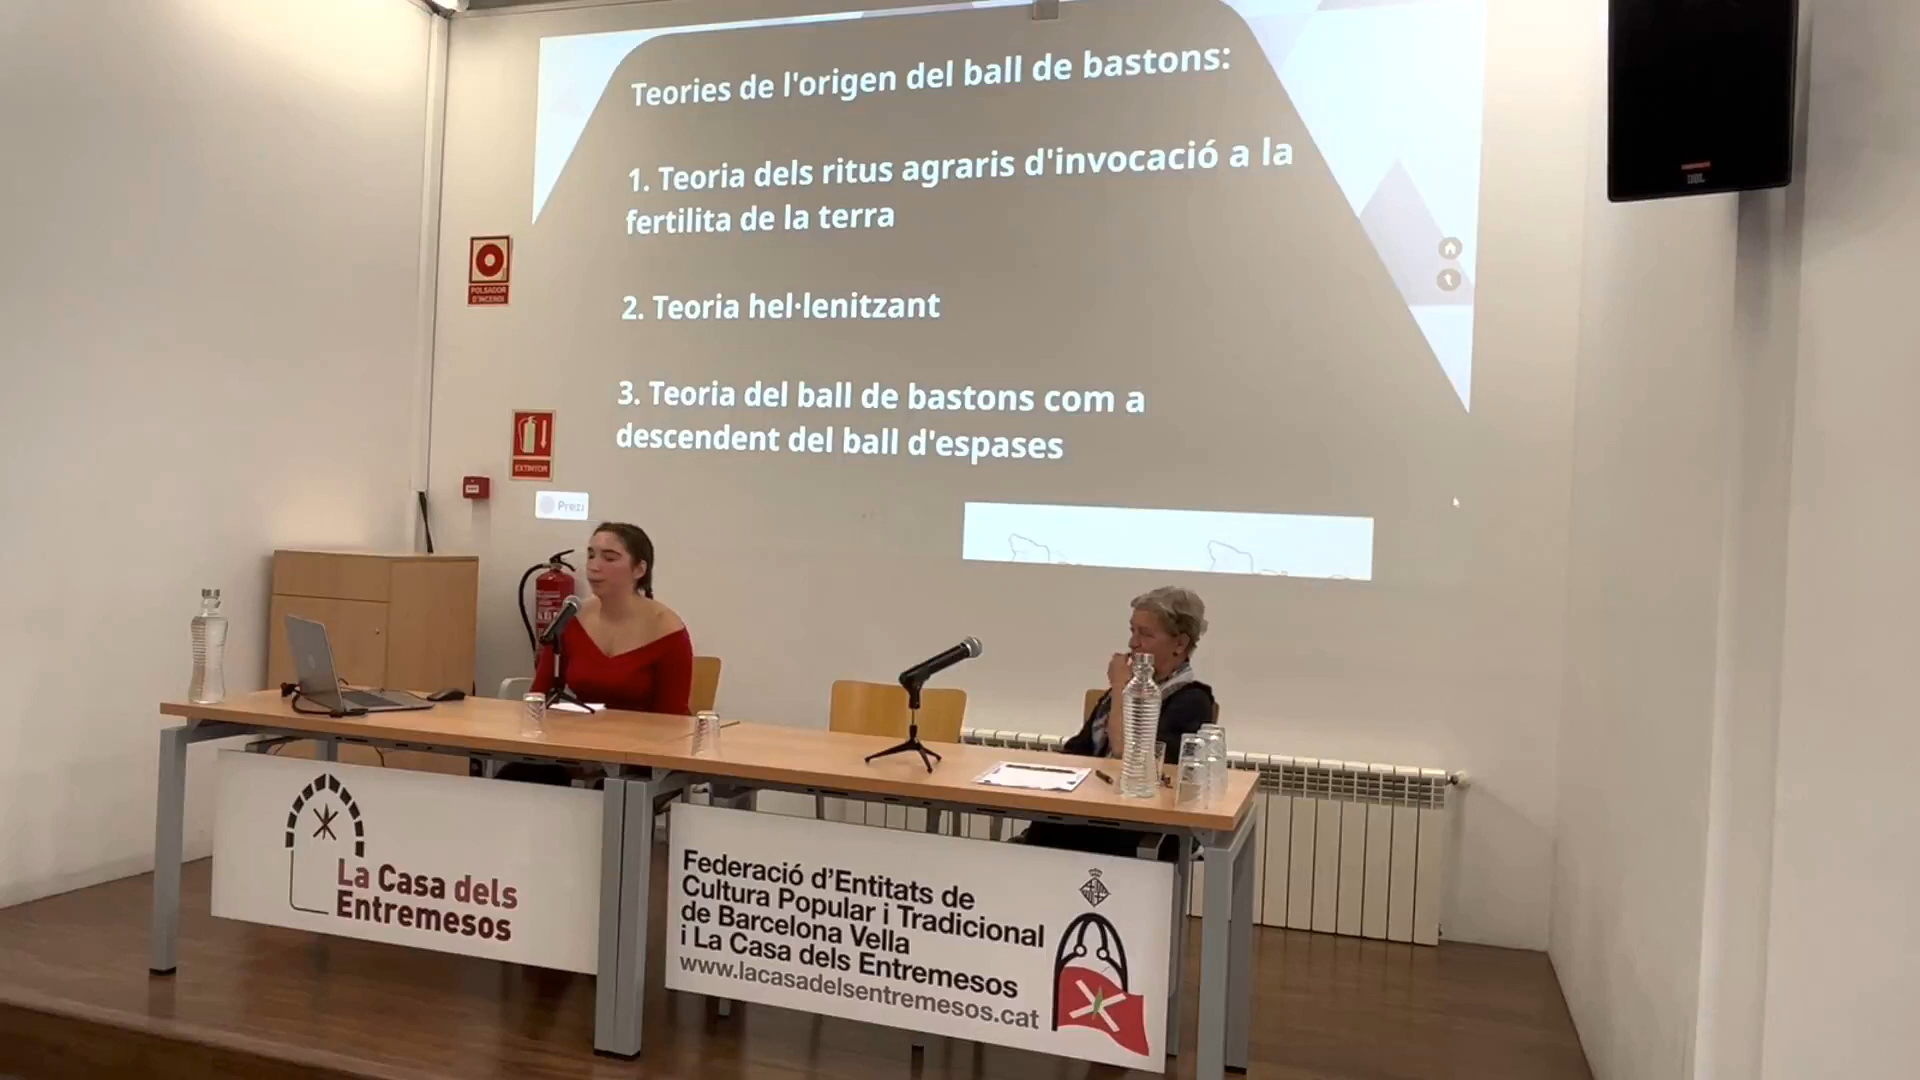 Teories de l'origen del ball de bastons:
1. Teoria dels ritus agraris d'invocació a la
fertilita de la terra
2. Teoria hel·lenitzant
3. Teoria del ball de bastons com a
descendent del ball d'espases
Prezi
POLSADOR
D'INCENDI
EXTINTOR
JBL
La Casa dels
Entremesos
Federació d'Entitats de
Cultura Popular i Tradicional
de Barcelona Vella
i La Casa dels Entremesos
www.lacasadelsentremesos.cat